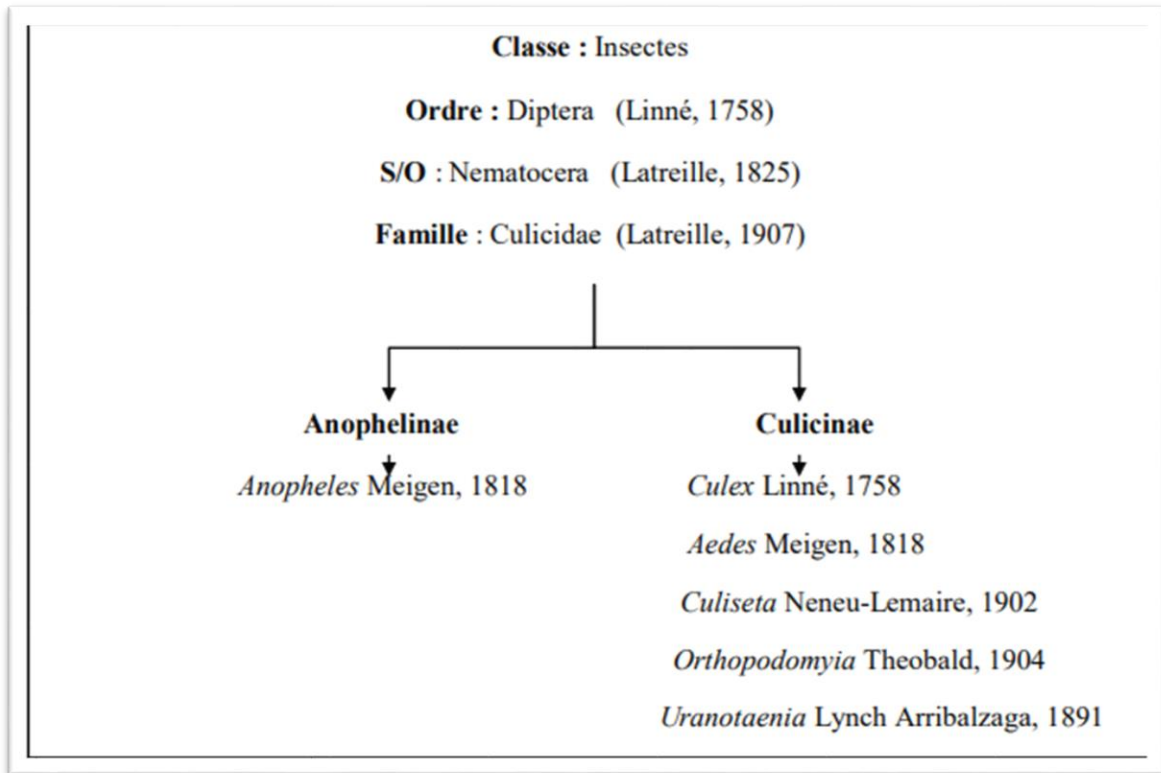 Classe : Insectes
Ordre : Diptera (Linné, 1758)
S/O : Nematocera (Latreille, 1825)
Famille : Culicidae (Latreille, 1907)
Anophelinae
Culicinae
Anopheles Meigen, 1818
Culex Linné, 1758
Aedes Meigen, 1818
Culiseta Neneu-Lemaire, 1902
Orthopodomyia Theobald, 1904
Uranotaenia Lynch Arribalzaga, 1891